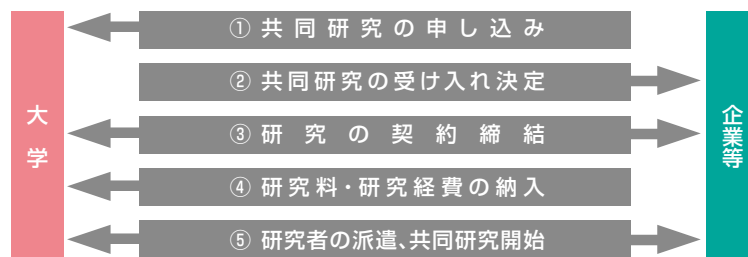 ① 共同研究の申し込み
② 共同研究の受け入れ決定
③ 研究の契約締結
④ 研究料・研究経費の納入
⑤ 研究者の派遣、共同研究開始
大学
企業等